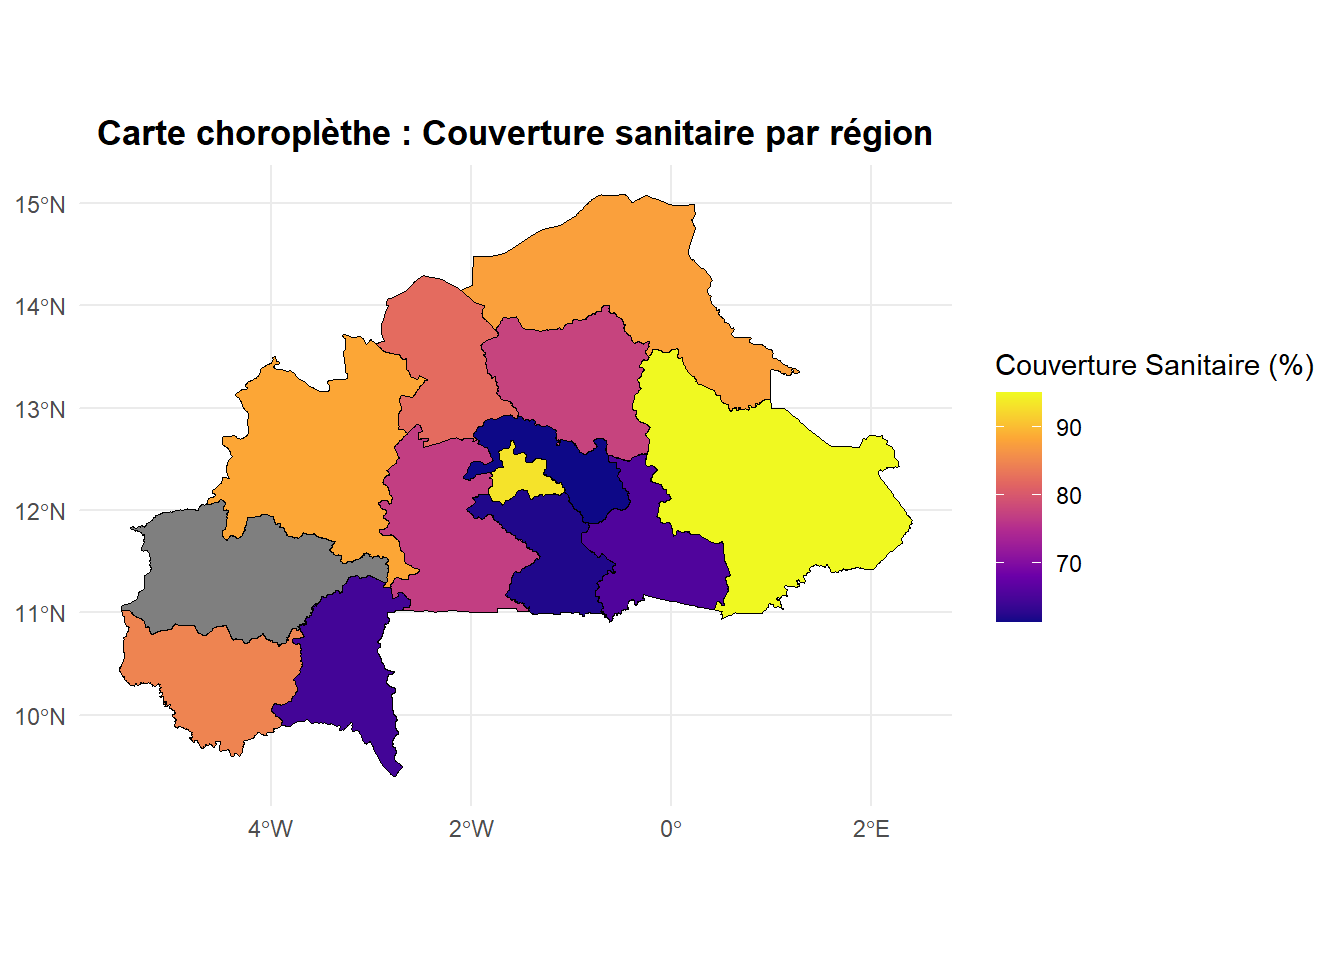 Carte choroplèthe : Couverture sanitaire par région
15°N
14°N
13°N
12°N
11°N
10°N
4°W
2°W
0°
2°E
Couverture Sanitaire (%)
90
80
70